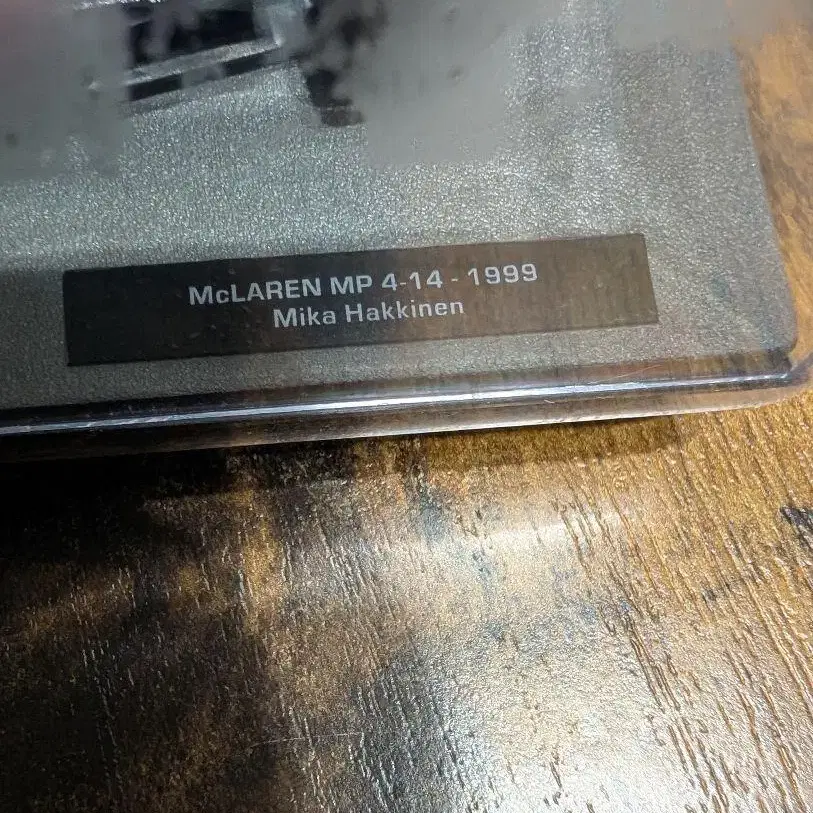 McLAREN MP 4-14 - 1999
Mika Hakkinen